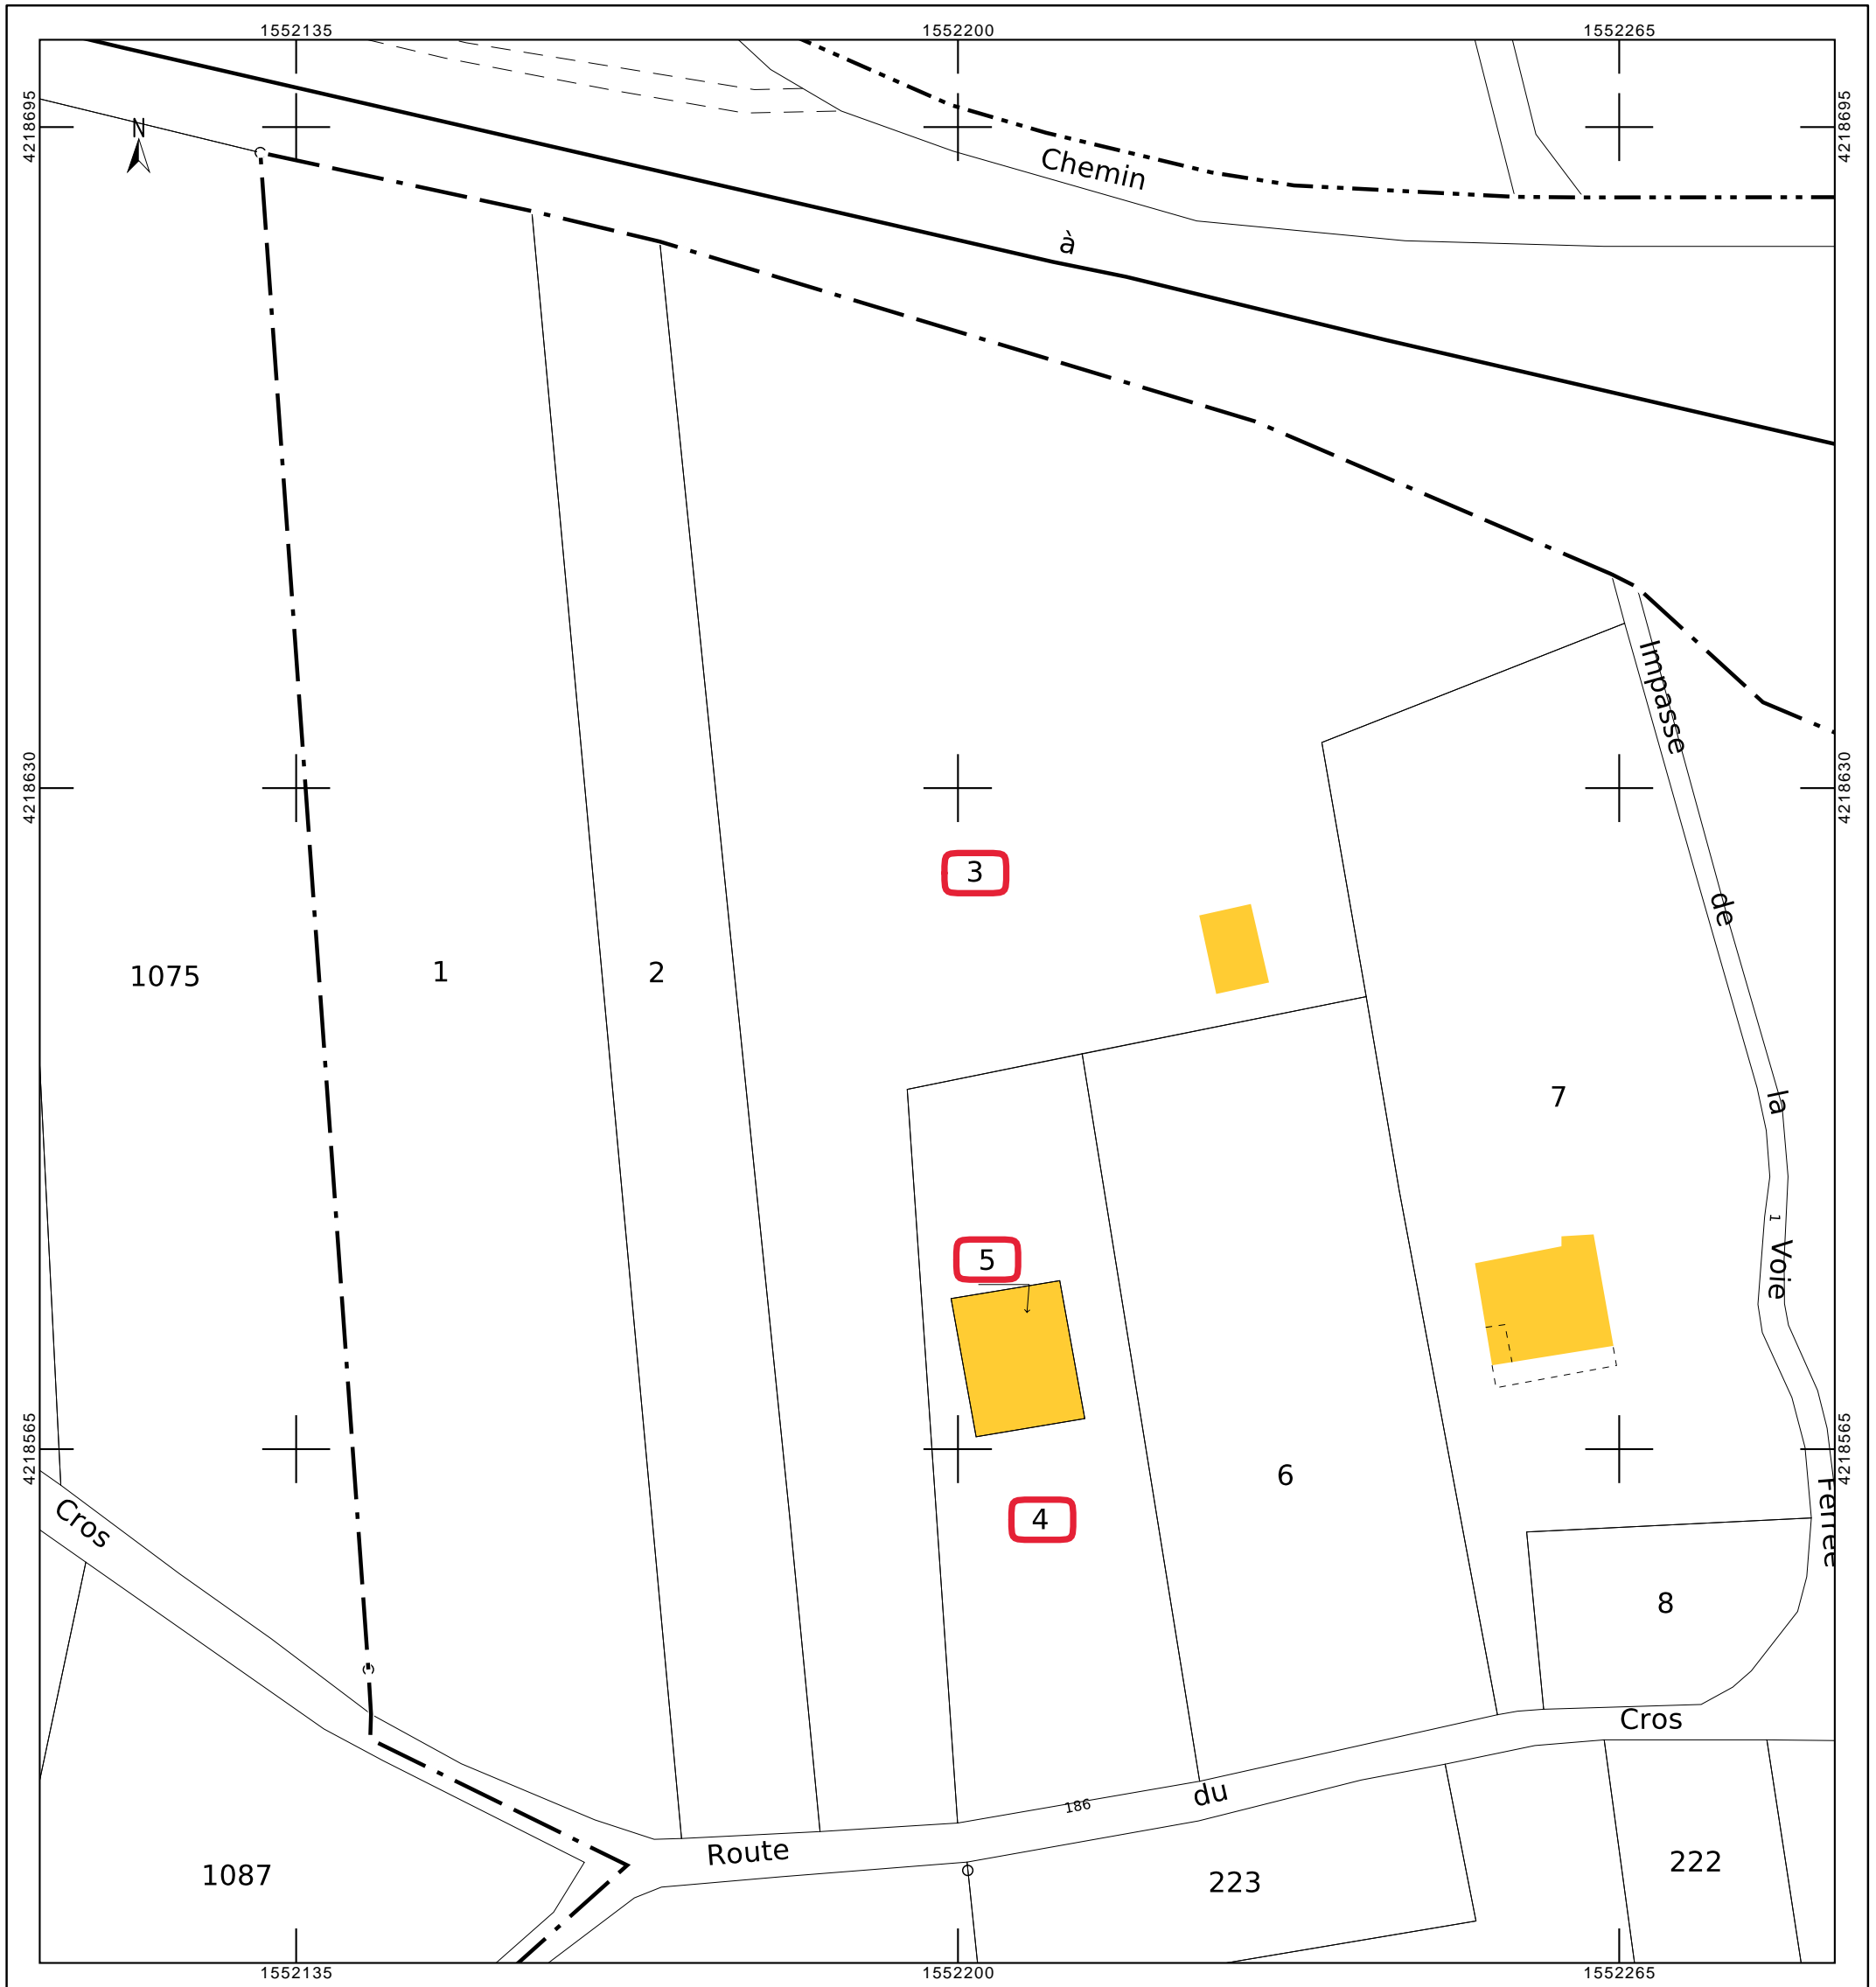 1552135 1552200 1552265
4218695 4218695
N
Chemin
à
Impasse
4218630 4218630
3
de
1075 1 2
7
la
1
5
Voie
4218565 4218565
6
Cros
4
Ferrée
8
Cros
186
du
Route
1087 223 222
1552135 1552200 1552265